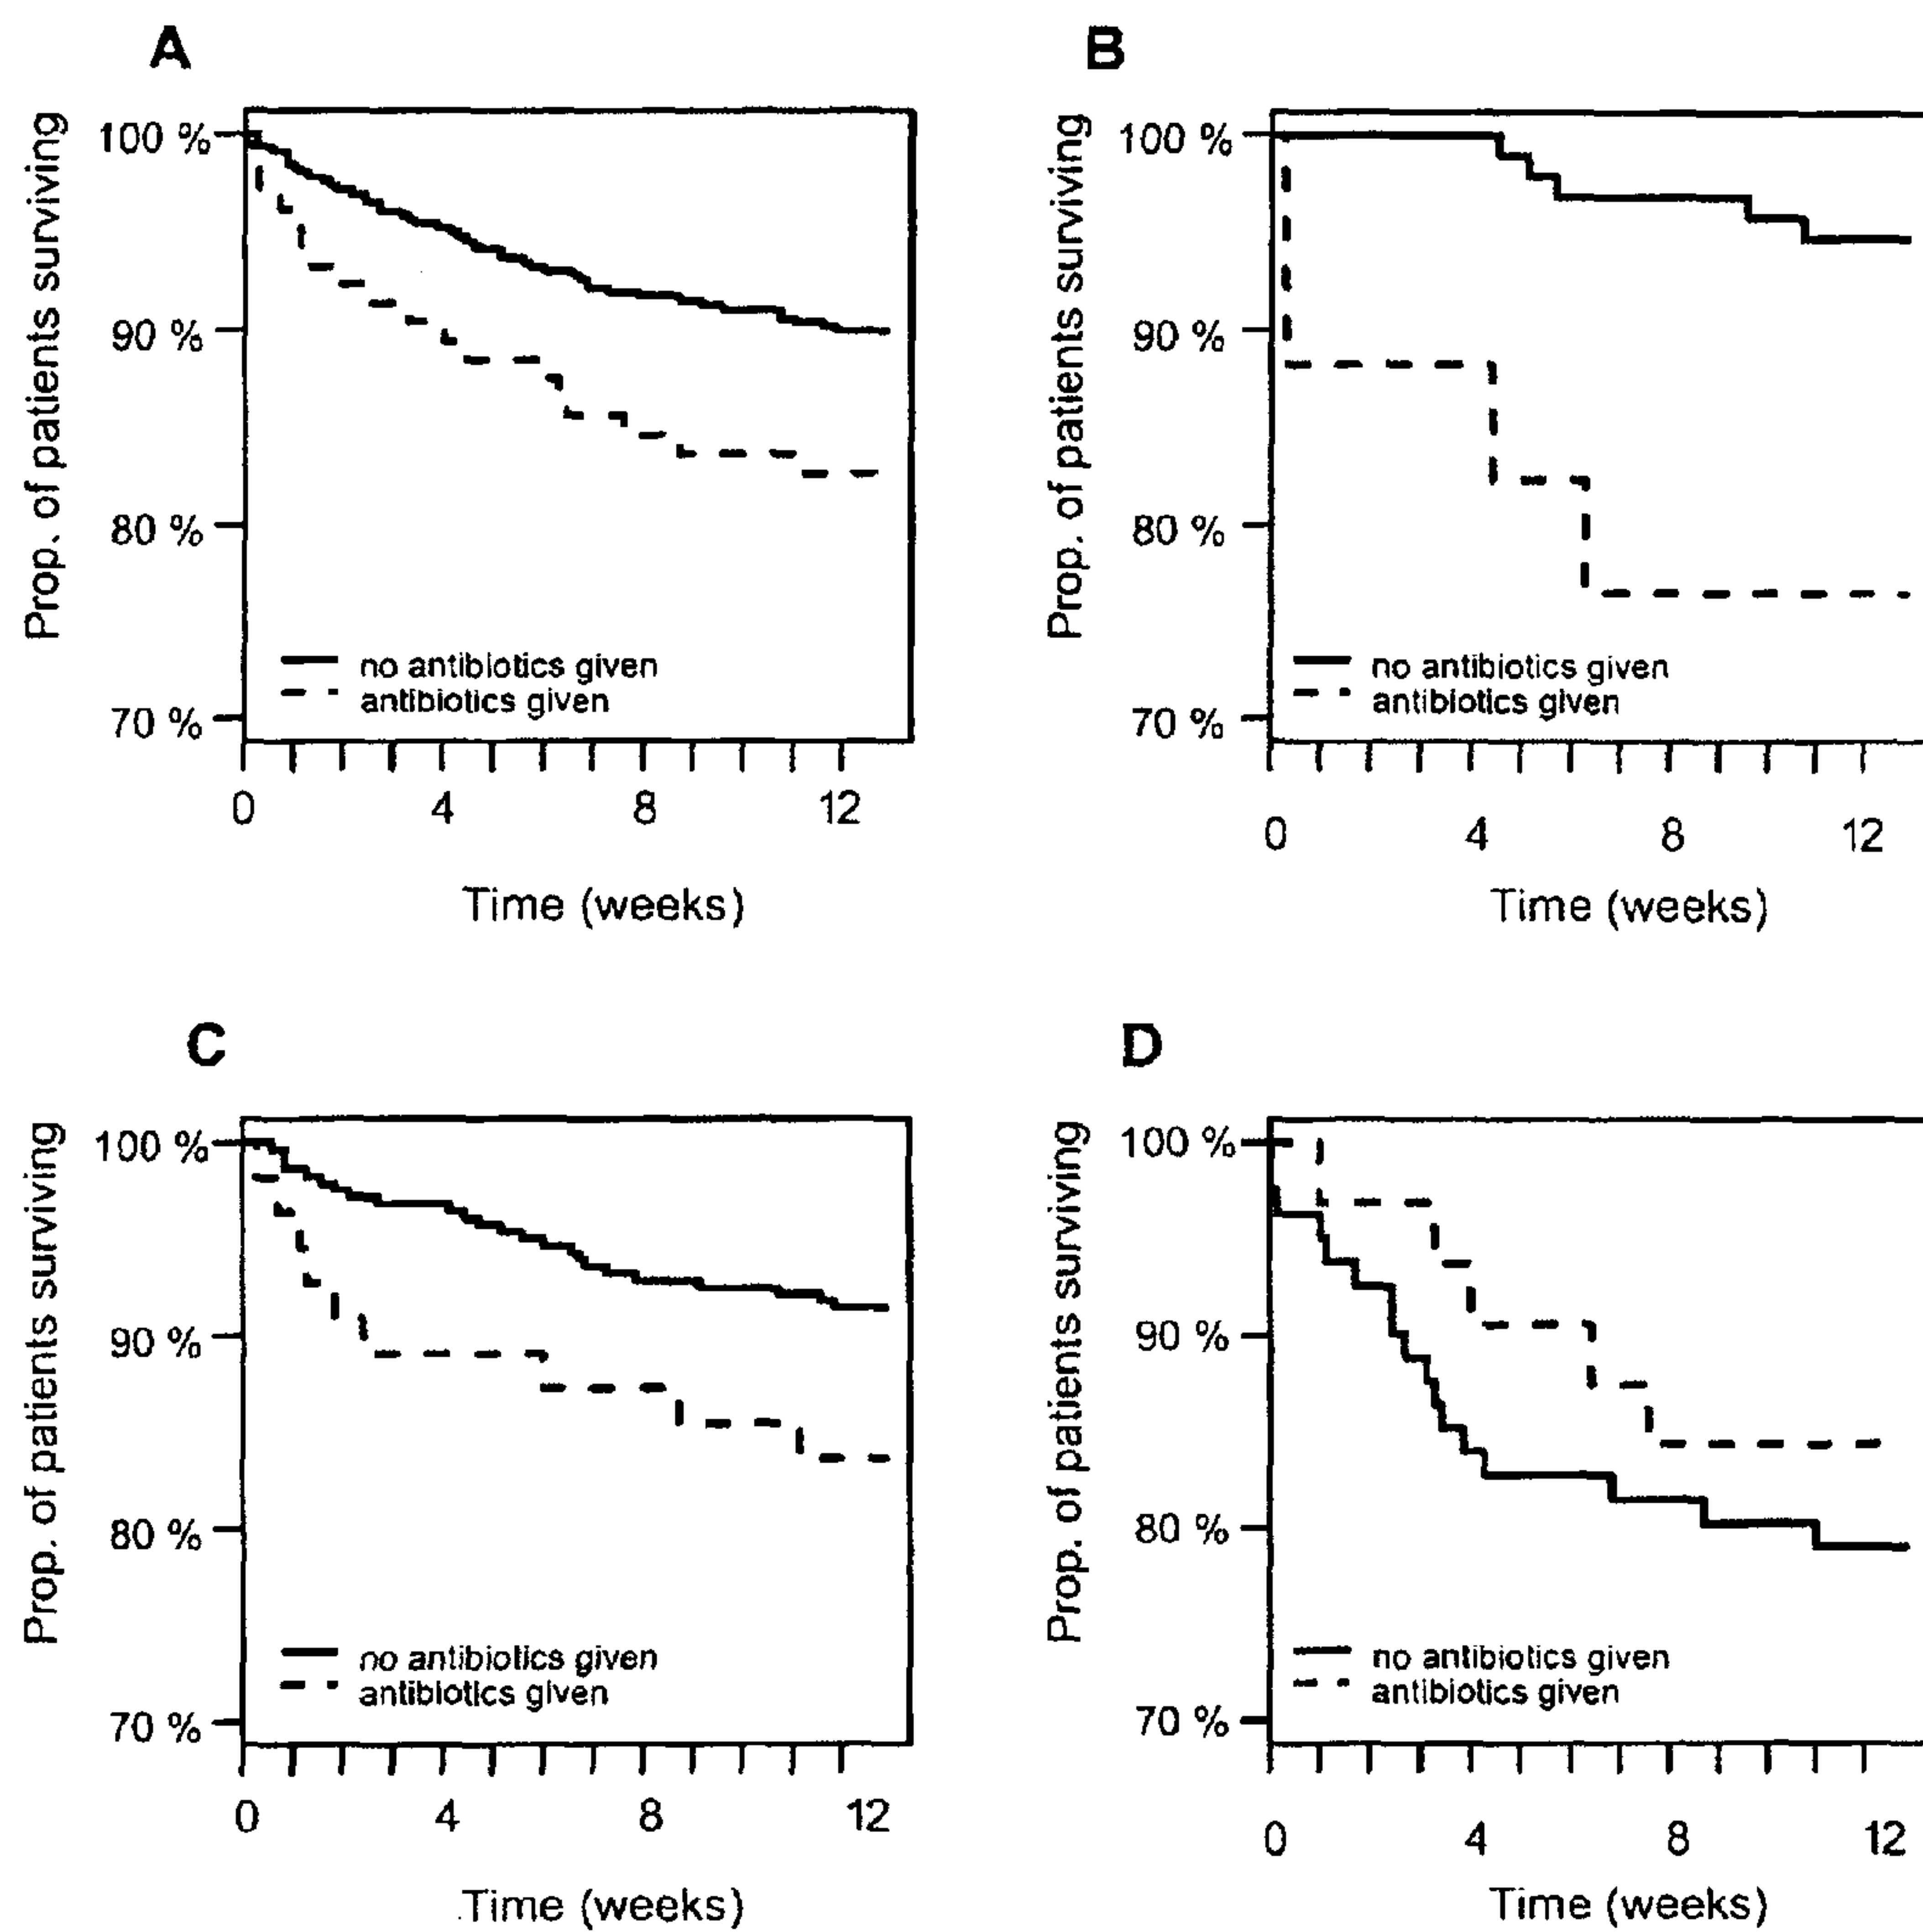 A
Prop. of patients surviving
100 %
90 %
80 %
70 %
no antibiotics given
antibiotics given
0 4 8 12
Time (weeks)
B
Prop. of patients surviving
100 %
90 %
80 %
70 %
no antibiotics given
antibiotics given
0 4 8 12
Time (weeks)
C
Prop. of patients surviving
100 %
90 %
80 %
70 %
no antibiotics given
antibiotics given
0 4 8 12
Time (weeks)
D
Prop. of patients surviving
100 %
90 %
80 %
70 %
no antibiotics given
antibiotics given
0 4 8 12
Time (weeks)